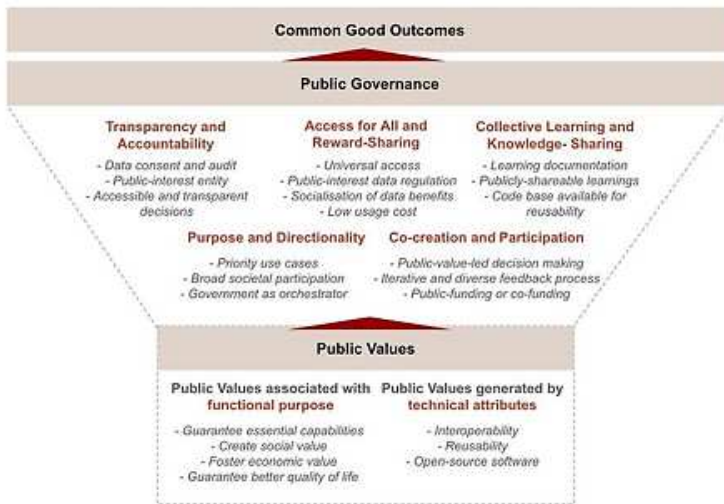 Common Good Outcomes
Public Governance
Transparency and
Accountability
- Data consent and audit
- Public-interest entity
- Accessible and transparent
decisions
Access for All and
Reward-Sharing
- Universal access
- Public-interest data regulation
- Socialisation of data benefits
- Low usage cost
Collective Learning and
Knowledge- Sharing
- Learning documentation
- Publicly-shareable learnings
- Code base available for
reusability
Purpose and Directionality
- Priority use cases
- Broad societal participation
- Government as orchestrator
Co-creation and Participation
- Public-value-led decision making
- Iterative and diverse feedback process
- Public-funding or co-funding
Public Values
Public Values associated with
functional purpose
- Guarantee essential capabilities
- Create social value
- Foster economic value
- Guarantee better quality of life
Public Values generated by
technical attributes
- Interoperability
- Reusability
- Open-source software